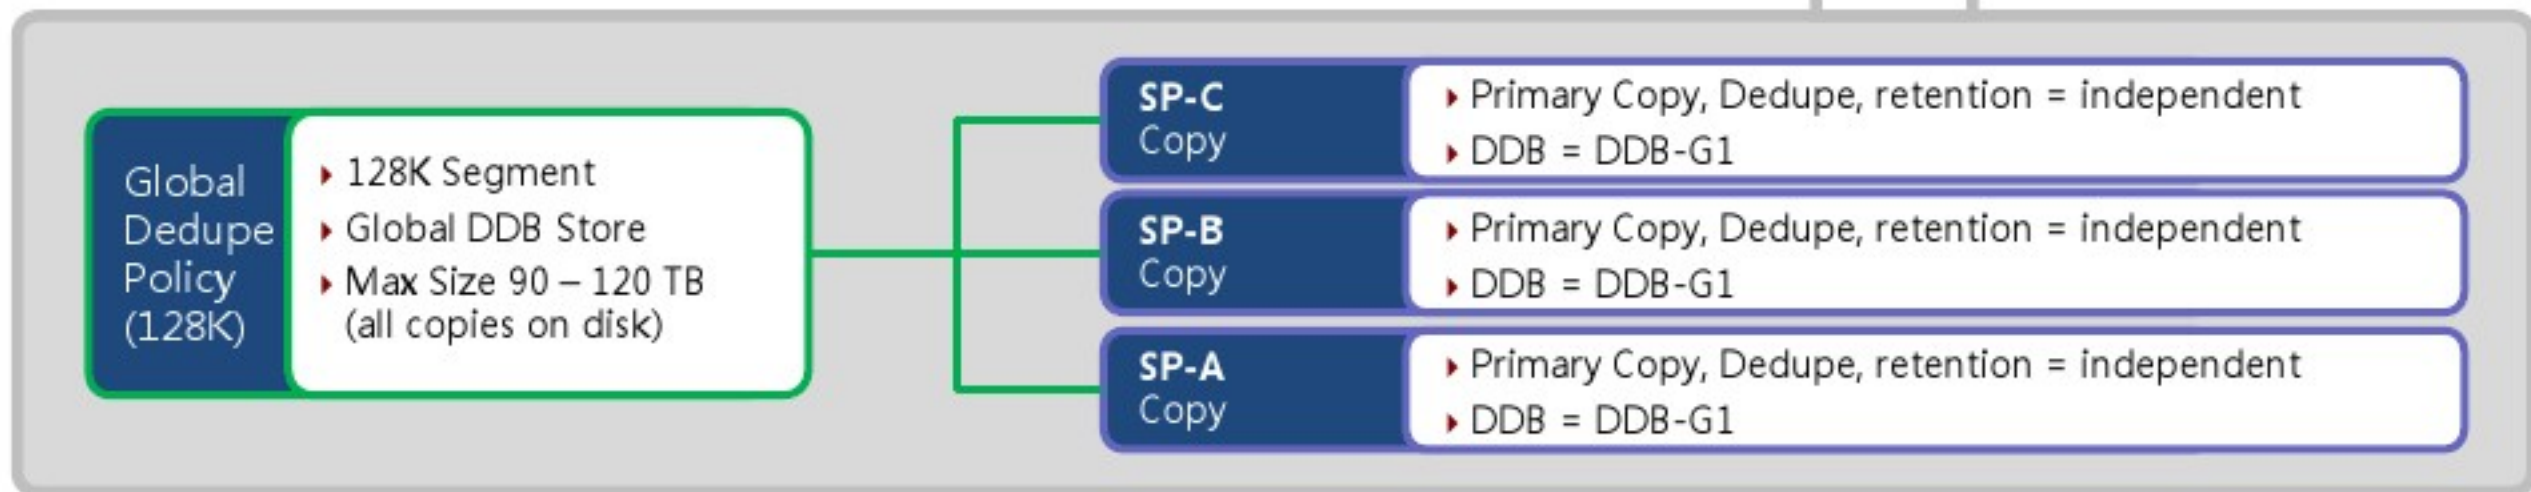 Global
Dedupe
Policy
(128K)
128K Segment
Global DDB Store
Max Size 90 – 120 TB
(all copies on disk)
SP-C
Copy
Primary Copy, Dedupe, retention = independent
DDB = DDB-G1
SP-B
Copy
Primary Copy, Dedupe, retention = independent
DDB = DDB-G1
SP-A
Copy
Primary Copy, Dedupe, retention = independent
DDB = DDB-G1